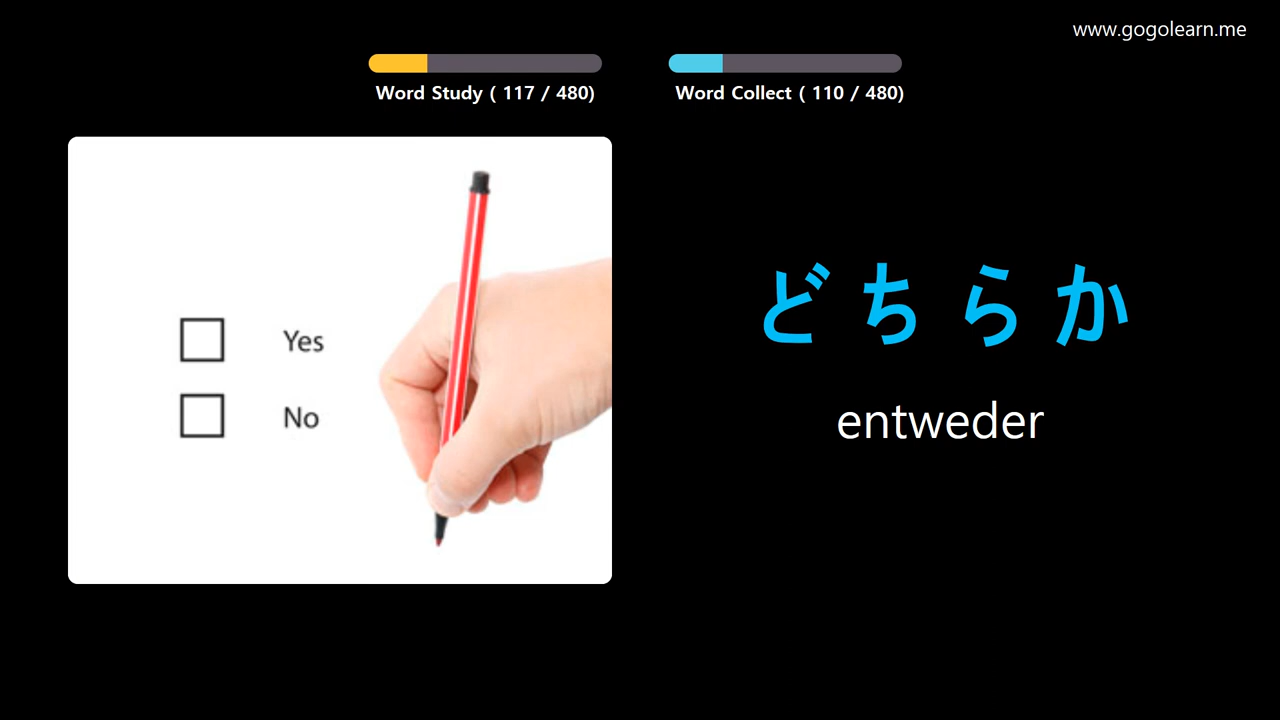 www.gogolearn.me
Word Study ( 117 / 480)
Word Collect ( 110 / 480)
Yes
No
どちらか
entweder